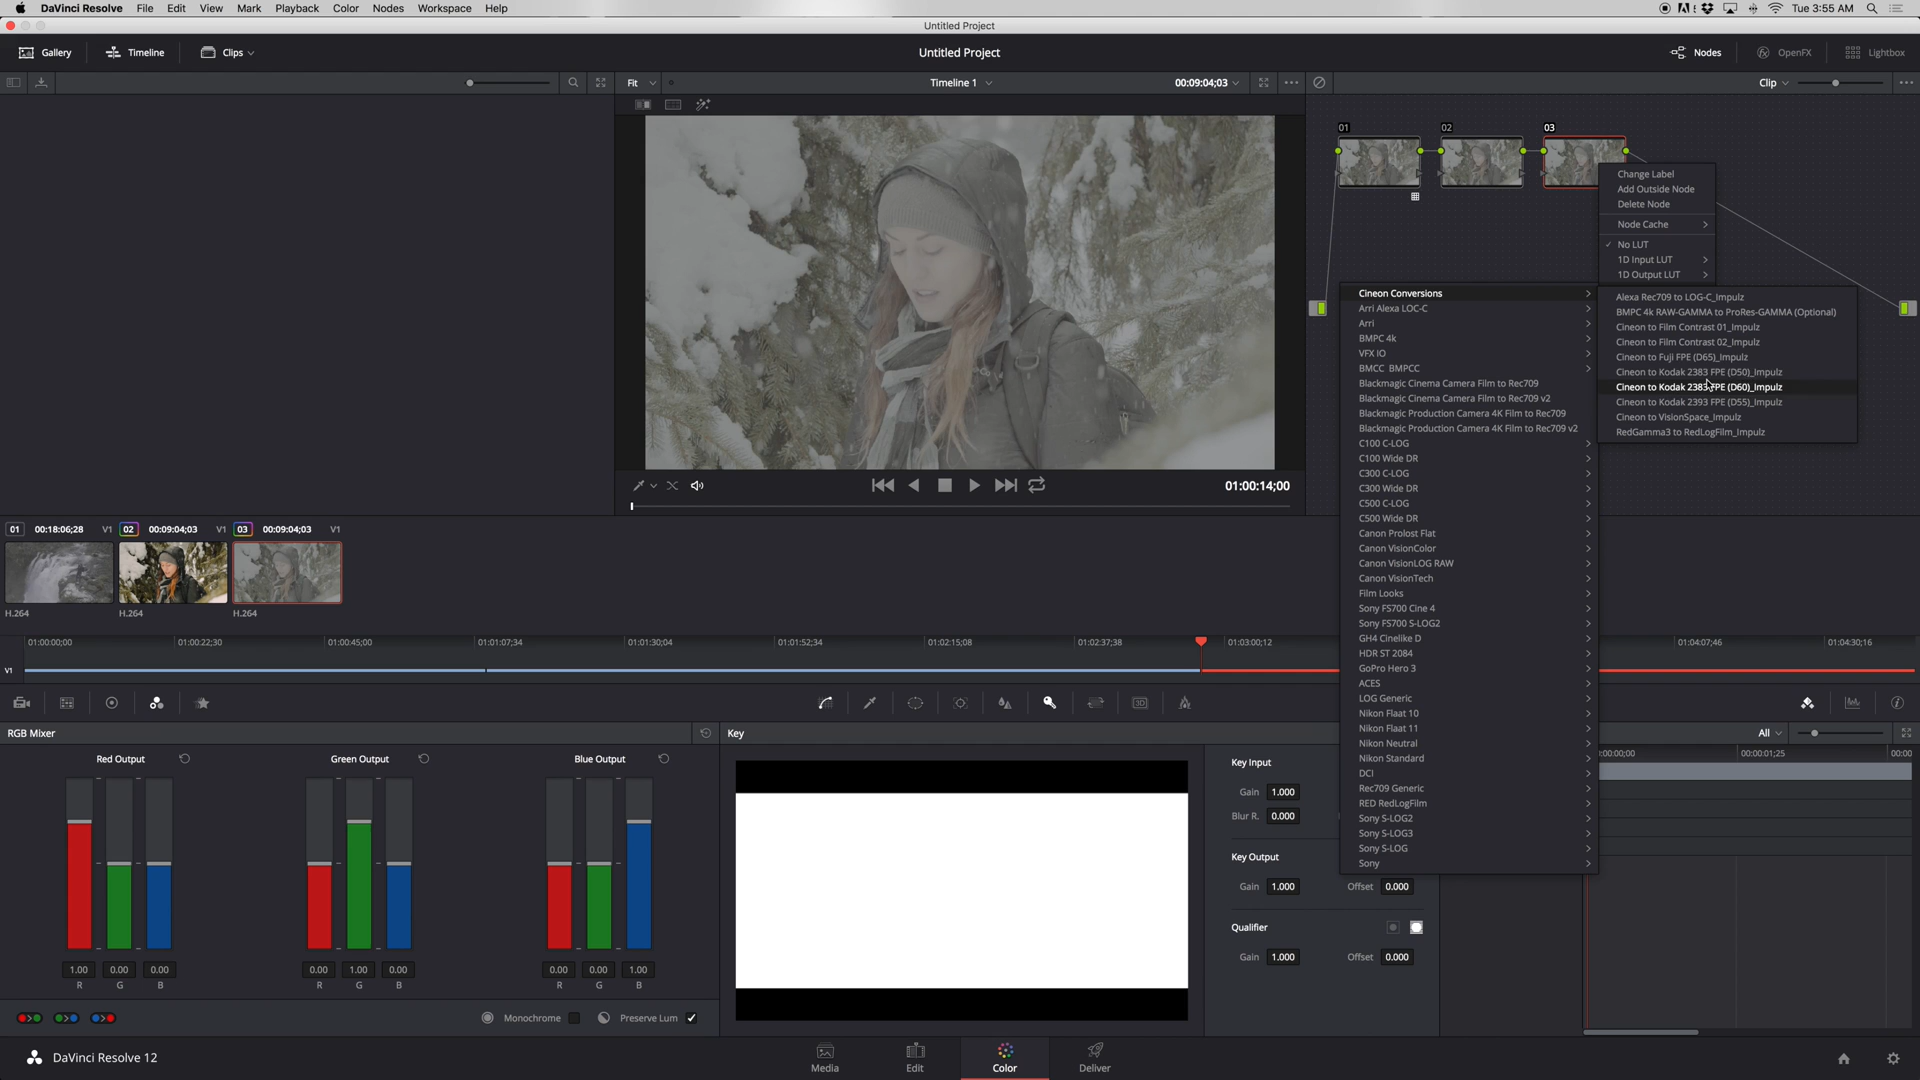 DaVinci Resolve File Edit View Mark Playback Color Nodes Workspace Help Tue 3:55 AM
Untitled Project
Gallery Timeline Clips Untitled Project Nodes OpenFX Lightbox
Fit Timeline 1 00:09:04;03 Clip
01 02 03
Change Label
Add Outside Node
Delete Node
Node Cache
No LUT
1D Input LUT
1D Output LUT
Cineon Conversions
Arri Alexa LOC-C
Arri
BMPC 4k
VFX IO
BMCC BMPCC
Blackmagic Cinema Camera Film to Rec709
Blackmagic Cinema Camera Film to Rec709 v2
Blackmagic Production Camera 4K Film to Rec709
Blackmagic Production Camera 4K Film to Rec709 v2
C100 C-LOG
C100 Wide DR
C300 C-LOG
C300 Wide DR
C500 C-LOG
C500 Wide DR
Canon Prolost Flat
Canon VisionColor
Canon VisionLOG RAW
Canon VisionTech
Film Looks
Sony FS700 Cine 4
Sony FS700 S-LOG2
GH4 Cinelike D
HDR ST 2084
GoPro Hero 3
ACES
LOG Generic
Nikon Flaat 10
Nikon Flaat 11
Nikon Neutral
Nikon Standard
DCI
Rec709 Generic
RED RedLogFilm
Sony S-LOG2
Sony S-LOG3
Sony S-LOG
Sony
Alexa Rec709 to LOG-C_Impulz
BMPC 4k RAW-GAMMA to ProRes-GAMMA (Optional)
Cineon to Film Contrast 01_Impulz
Cineon to Film Contrast 02_Impulz
Cineon to Fuji FPE (D65)_Impulz
Cineon to Kodak 2383 FPE (D50)_Impulz
Cineon to Kodak 2383 FPE (D60)_Impulz
Cineon to Kodak 2393 FPE (D55)_Impulz
Cineon to VisionSpace_Impulz
RedGamma3 to RedLogFilm_Impulz
01:00:14;00
01 00:18:06;28 V1 02 00:09:04;03 V1 03 00:09:04;03 V1
H.264 H.264 H.264
01:00:00;00 01:00:22;30 01:00:45;00 01:01:07;34 01:01:30;04 01:01:52;34 01:02:15;08 01:02:37;38 01:03:00;12 01:04:07;46 01:04:30;16
V1
RGB Mixer Key All
Red Output Green Output Blue Output
1.00 0.00 0.00 0.00 1.00 0.00 0.00 0.00 1.00
R G B R G B R G B
Monochrome Preserve Lum
Key Input
Gain 1.000
Blur R. 0.000
Key Output
Gain 1.000 Offset 0.000
Qualifier
Gain 1.000 Offset 0.000
00:00:01;25
DaVinci Resolve 12 Media Edit Color Deliver